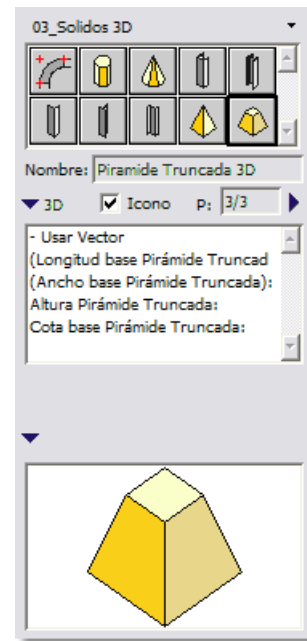 03_Solidos 3D
Nombre: Piramide Truncada 3D
3D Icono P: 3/3
- Usar Vector
(Longitud base Pirámide Truncad
(Ancho base Pirámide Truncada):
Altura Pirámide Truncada:
Cota base Pirámide Truncada: